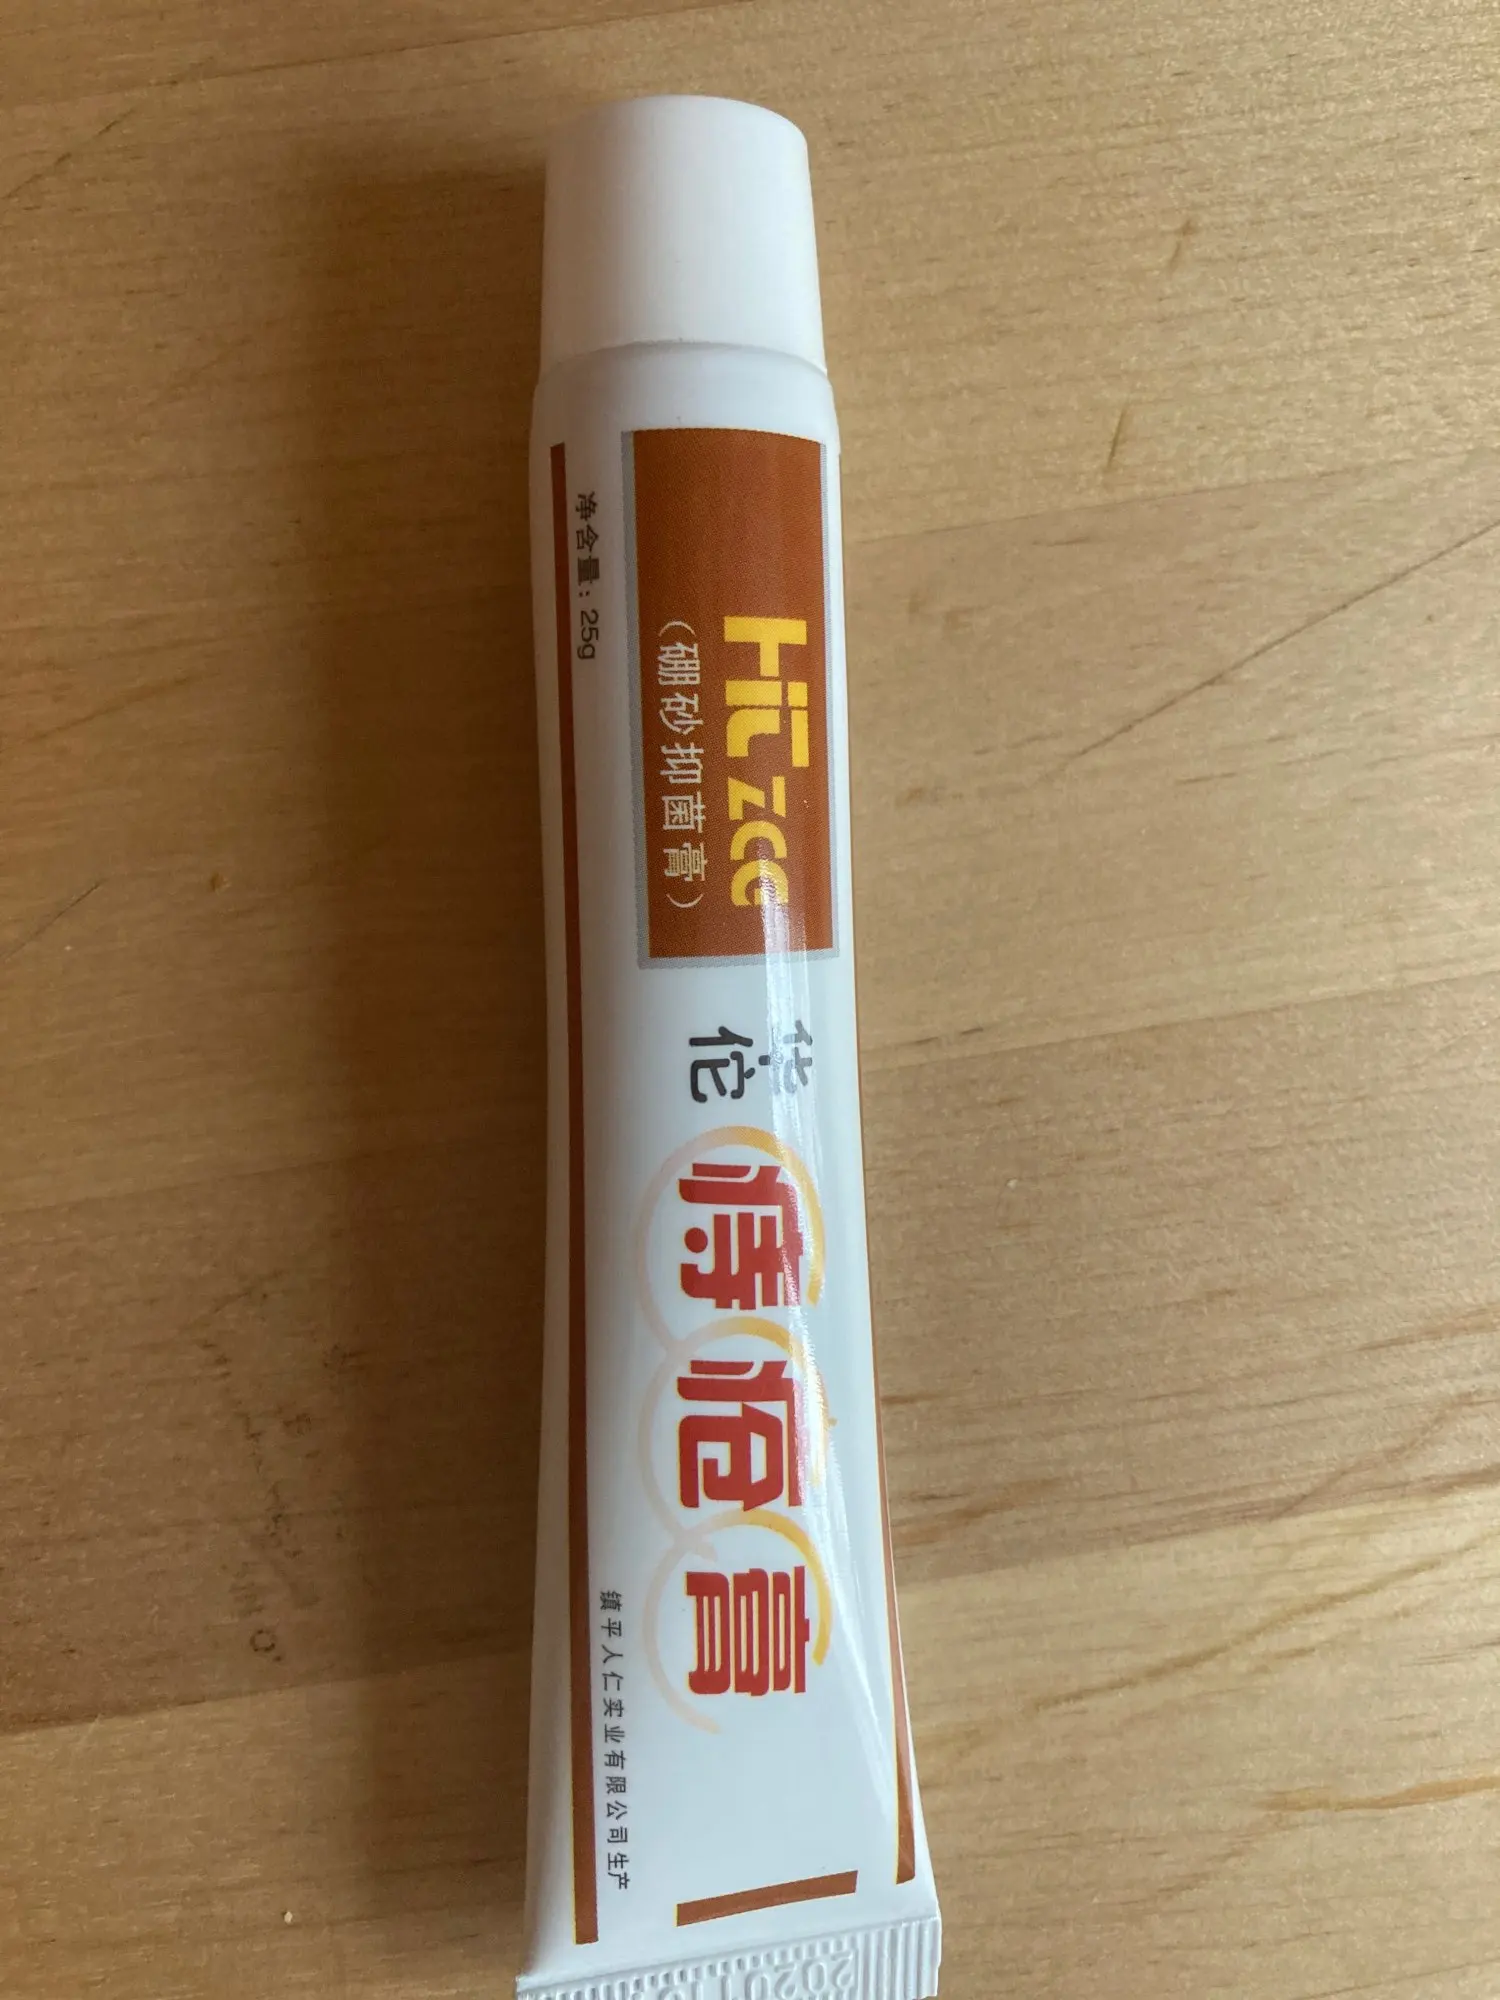 （硼砂抑菌膏）
华佗
痔疮膏
净含量：25g
镇平人仁实业有限公司生产